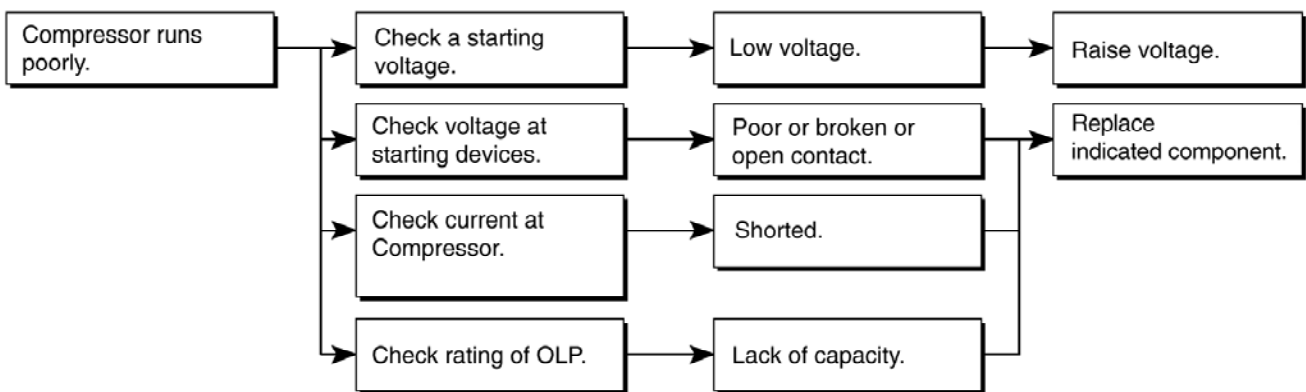 Compressor runs
poorly.
Check a starting
voltage.
Low voltage.
Raise voltage.
Check voltage at
starting devices.
Poor or broken or
open contact.
Replace
indicated component.
Check current at
Compressor.
Shorted.
Check rating of OLP.
Lack of capacity.